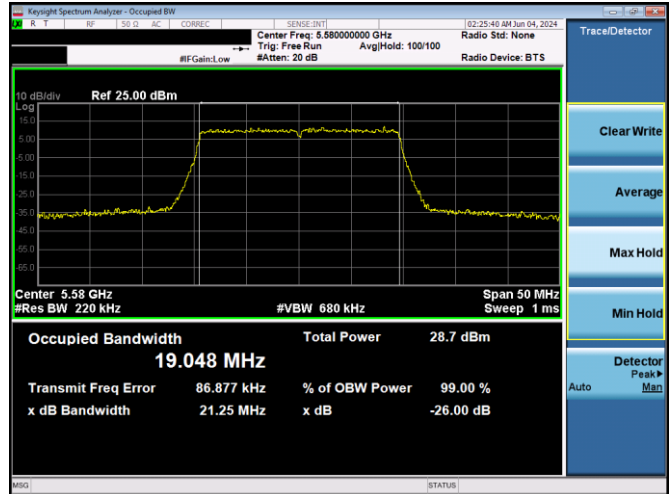 Keysight Spectrum Analyzer - Occupied BW
LXI R T RF 50 Ω AC CORREC SENSE:INT 02:25:40 AM Jun 04, 2024
Center Freq: 5.580000000 GHz Radio Std: None
Trig: Free Run Avg|Hold: 100/100
#IFGain:Low #Atten: 20 dB Radio Device: BTS
Trace/Detector
10 dB/div Ref 25.00 dBm
Log
15.0
5.00
-5.00
-15.0
-25.0
-35.0
-45.0
-55.0
-65.0
Center 5.58 GHz Span 50 MHz
#Res BW 220 kHz #VBW 680 kHz Sweep 1 ms
Occupied Bandwidth Total Power 28.7 dBm
19.048 MHz
Transmit Freq Error 86.877 kHz % of OBW Power 99.00 %
x dB Bandwidth 21.25 MHz x dB -26.00 dB
Clear Write
Average
Max Hold
Min Hold
Detector
Peak▶
Auto Man
MSG STATUS